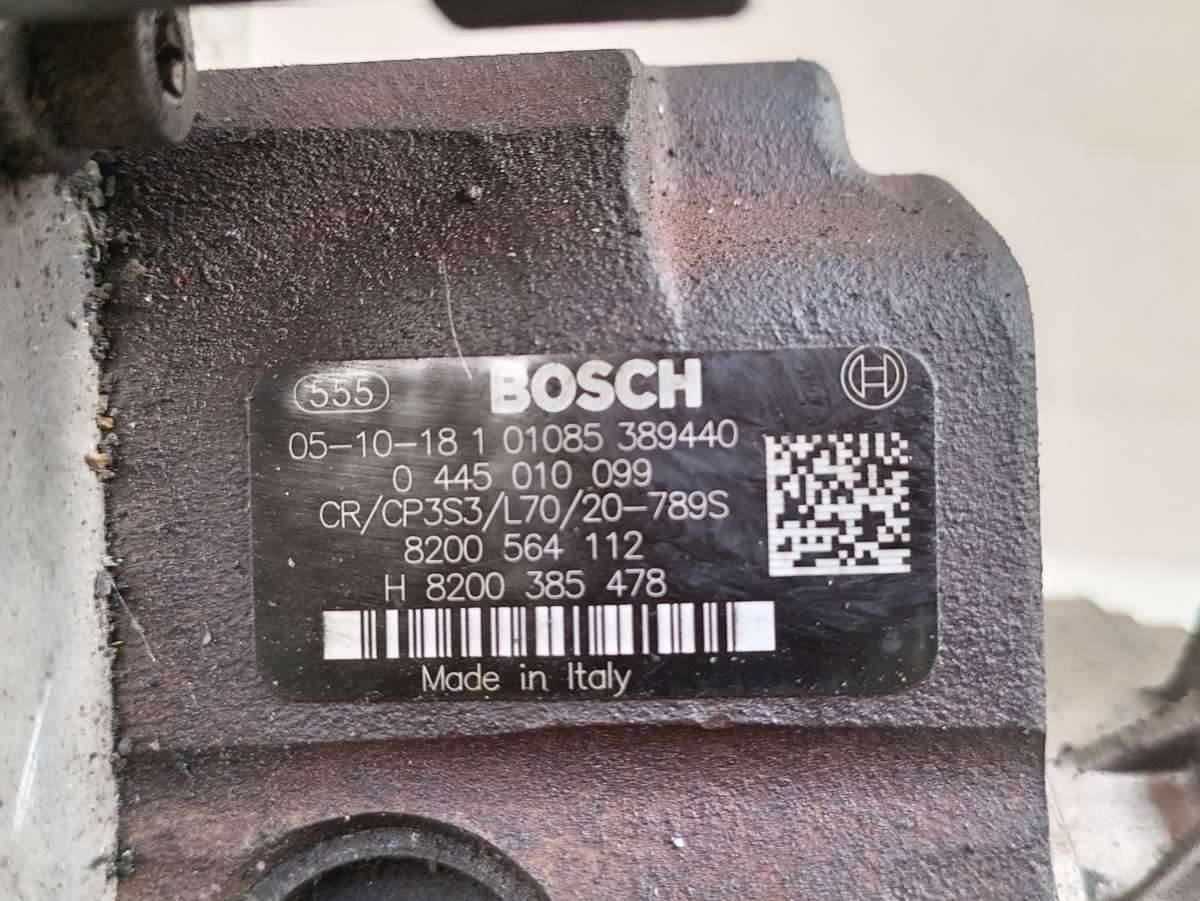 555 BOSCH
05-10-18 1 01085 389440
0 445 010 099
CR/CP3S3/L70/20-789S
8200 564 112
H 8200 385 478
Made in Italy